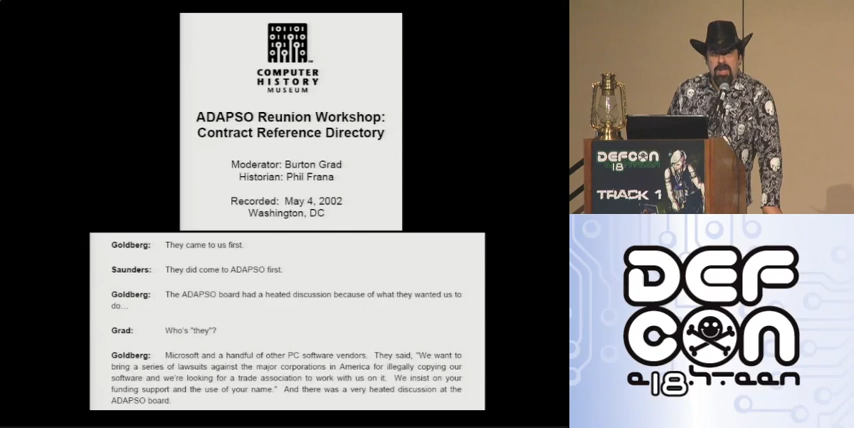 COMPUTER
HISTORY
MUSEUM
ADAPSO Reunion Workshop:
Contract Reference Directory
Moderator: Burton Grad
Historian: Phil Frana
Recorded: May 4, 2002
Washington, DC
Goldberg: They came to us first.
Saunders: They did come to ADAPSO first.
Goldberg: The ADAPSO board had a heated discussion because of what they wanted us to
do...
Grad: Who's "they"?
Goldberg: Microsoft and a handful of other PC software vendors. They said, "We want to
bring a series of lawsuits against the major corporations in America for illegally copying our
software and we're looking for a trade association to work with us on it. We insist on your
funding support and the use of your name." And there was a very heated discussion at the
ADAPSO board.
DEFCON
18
TRACK 1
DEF
CON
e18h-teen